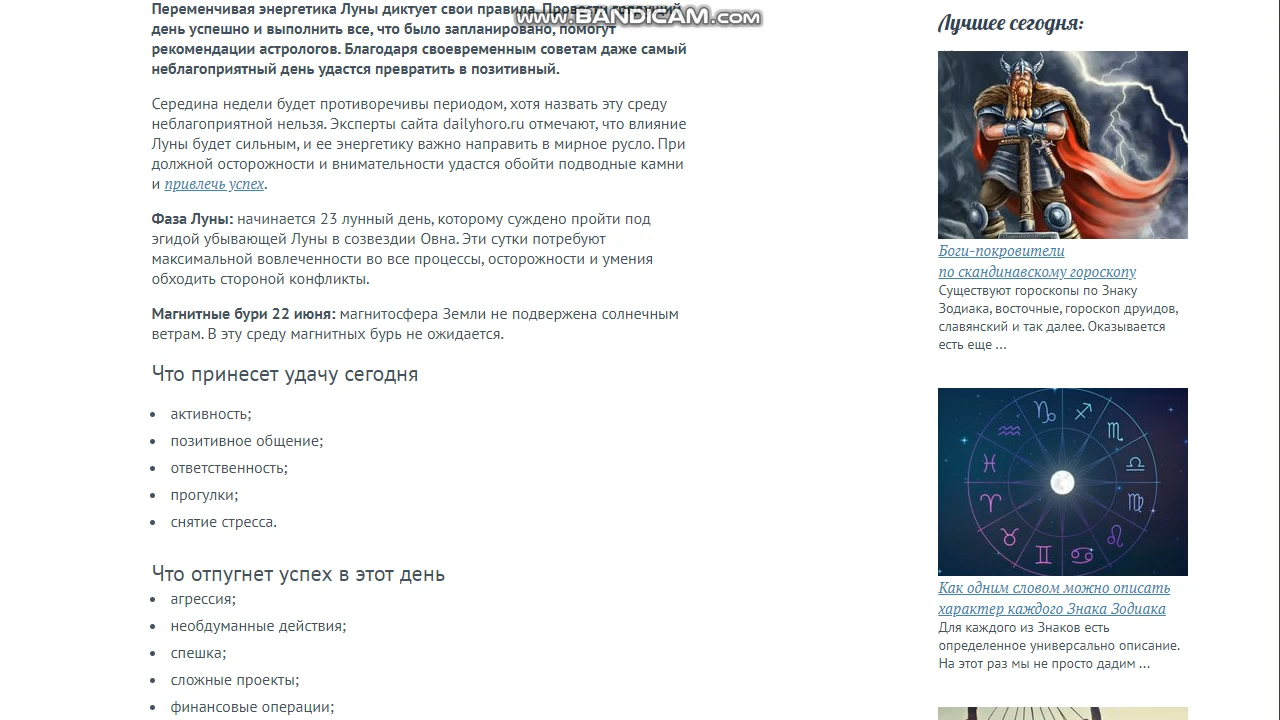 Переменчивая энергетика Луны диктует свои правила. Провести грядущий
www.BANDICAM.com
день успешно и выполнить все, что было запланировано, помогут
рекомендации астрологов. Благодаря своевременным советам даже самый
неблагоприятный день удастся превратить в позитивный.
Середина недели будет противоречивы периодом, хотя назвать эту среду
неблагоприятной нельзя. Эксперты сайта dailyhoro.ru отмечают, что влияние
Луны будет сильным, и ее энергетику важно направить в мирное русло. При
должной осторожности и внимательности удастся обойти подводные камни
и привлечь успех.
Фаза Луны: начинается 23 лунный день, которому суждено пройти под
эгидой убывающей Луны в созвездии Овна. Эти сутки потребуют
максимальной вовлеченности во все процессы, осторожности и умения
обходить стороной конфликты.
Магнитные бури 22 июня: магнитосфера Земли не подвержена солнечным
ветрам. В эту среду магнитных бурь не ожидается.
Что принесет удачу сегодня
активность;
позитивное общение;
ответственность;
прогулки;
снятие стресса.
Что отпугнет успех в этот день
агрессия;
необдуманные действия;
спешка;
сложные проекты;
финансовые операции;
Лучшее сегодня:
Боги-покровители
по скандинавскому гороскопу
Существуют гороскопы по Знаку
Зодиака, восточные, гороскоп друидов,
славянский и так далее. Оказывается
есть еще ...
Как одним словом можно описать
характер каждого Знака Зодиака
Для каждого из Знаков есть
определенное универсально описание.
На этот раз мы не просто дадим ...